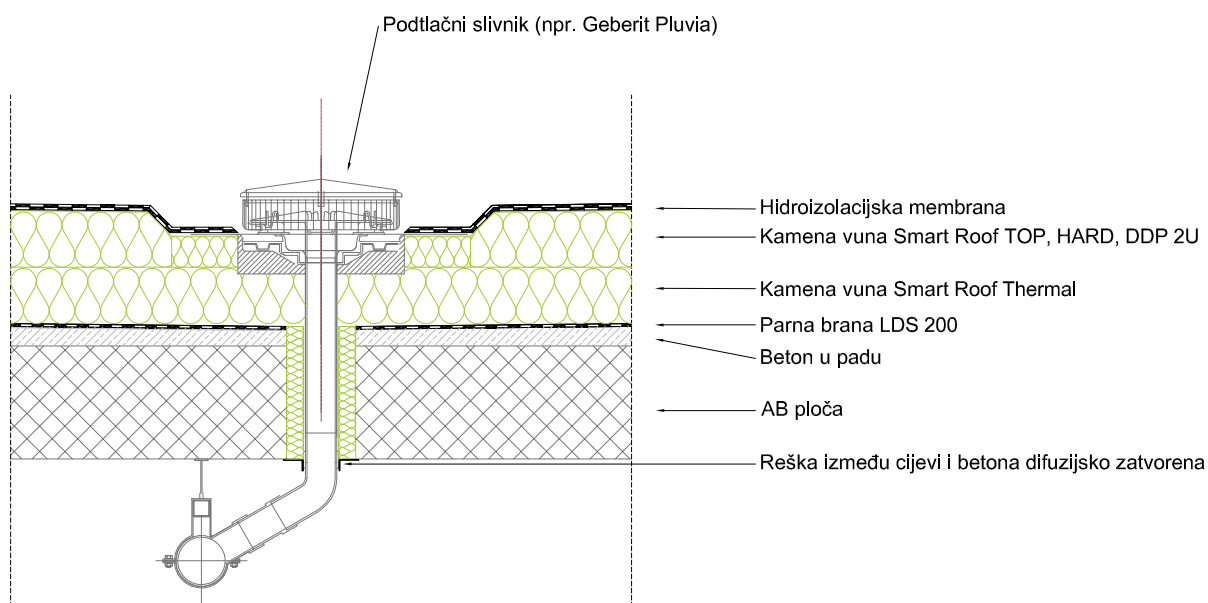 Podtlačni slivnik (npr. Geberit Pluvia)
Hidroizolacijska membrana
Kamena vuna Smart Roof TOP, HARD, DDP 2U
Kamena vuna Smart Roof Thermal
Parna brana LDS 200
Beton u padu
AB ploča
Reška između cijevi i betona difuzijsko zatvorena